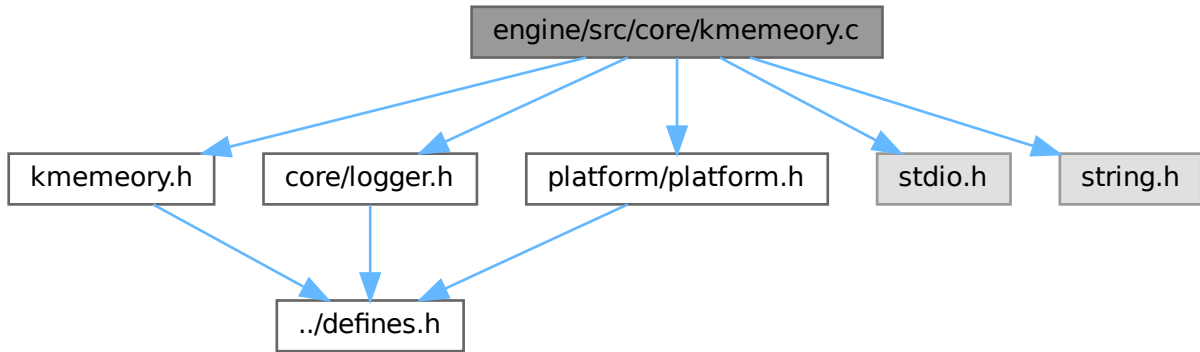 engine/src/core/kmemeory.c
kmemeory.h
core/logger.h
platform/platform.h
stdio.h
string.h
../defines.h